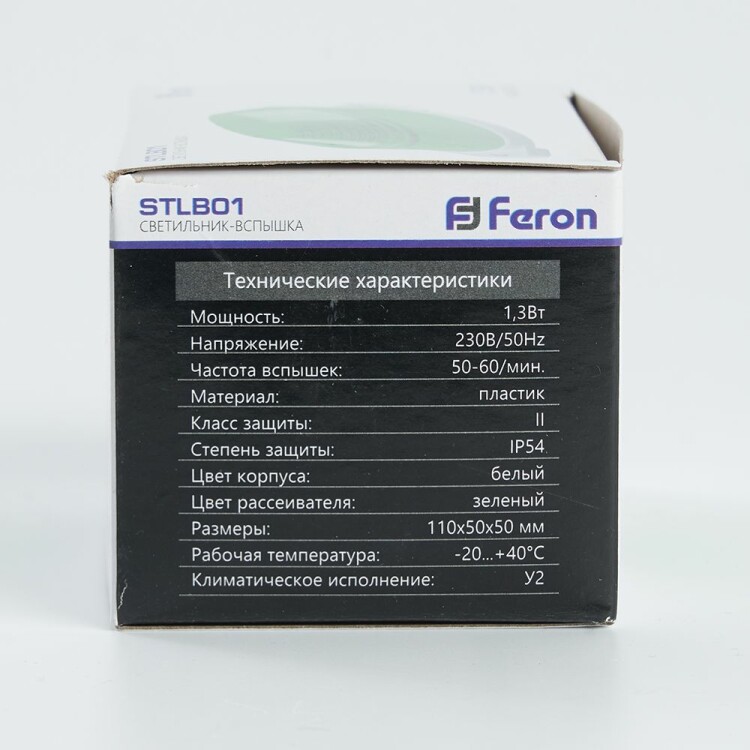 STLB01
СВЕТИЛЬНИК-ВСПЫШКА
Feron
Технические характеристики
Мощность: 1,3Вт
Напряжение: 230В/50Hz
Частота вспышек: 50-60/мин.
Материал: пластик
Класс защиты: II
Степень защиты: IP54
Цвет корпуса: белый
Цвет рассеивателя: зеленый
Размеры: 110х50х50 мм
Рабочая температура: -20...+40°C
Климатическое исполнение: У2